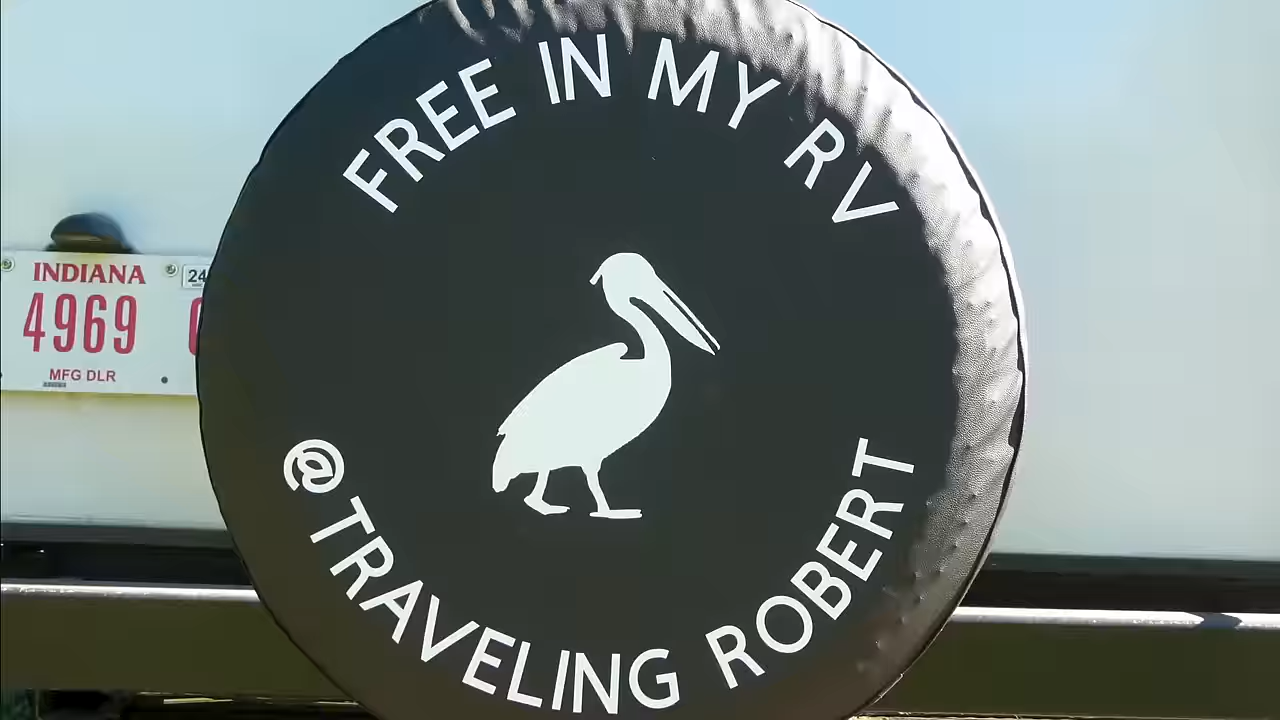 FREE IN MY RV
INDIANA
24
4969
MFG DLR
@TRAVELING ROBERT